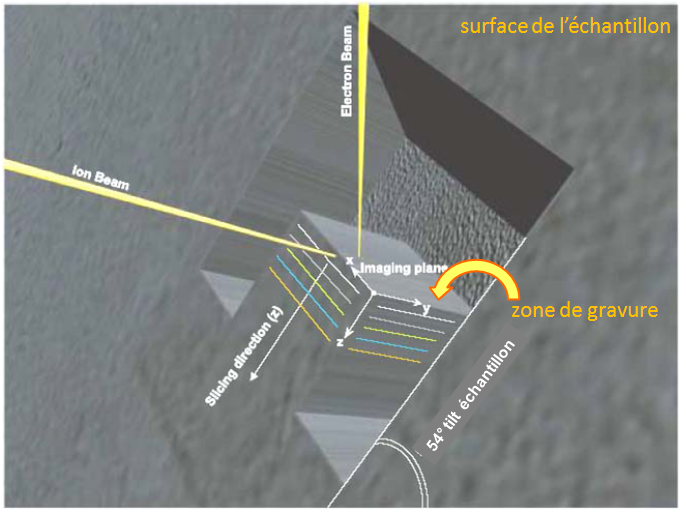 surface de l'échantillon
Electron Beam
Ion Beam
x
Imaging plane
y
zone de gravure
z
Slicing direction (z)
54° tilt échantillon